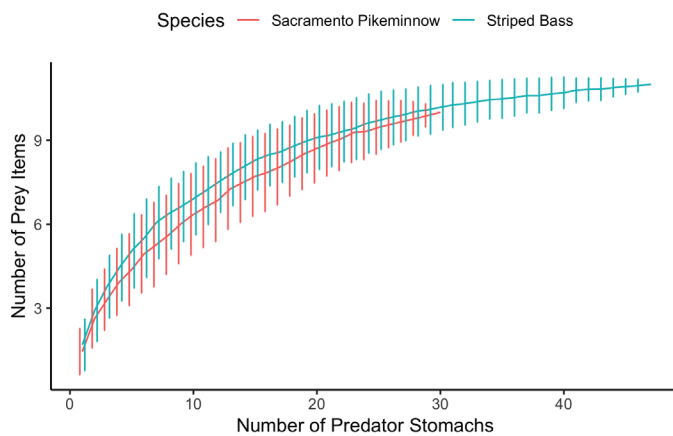 Species Sacramento Pikeminnow Striped Bass
Number of Prey Items
9
6
3
0 10 20 30 40
Number of Predator Stomachs